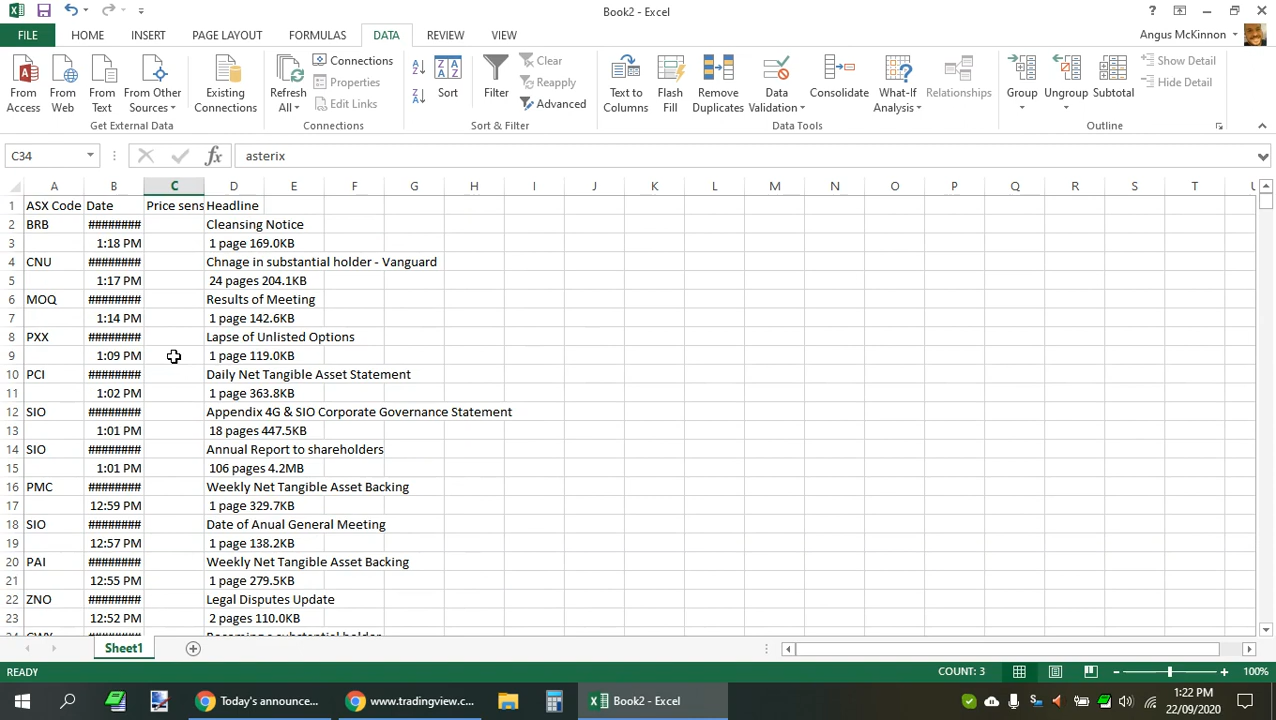 Book2 - Excel
FILE HOME INSERT PAGE LAYOUT FORMULAS DATA REVIEW VIEW Angus McKinnon
From Access
From Web
From Text
From Other Sources
Existing Connections
Refresh All
Connections
Properties
Edit Links
Sort
Filter
Clear
Reapply
Advanced
Text to Columns
Flash Fill
Remove Duplicates
Data Validation
Consolidate
What-If Analysis
Relationships
Group
Ungroup
Subtotal
Show Detail
Hide Detail
Get External Data Connections Sort & Filter Data Tools Outline
C34 fx asterix
A B C D E F G H I J K L M N O P Q R S T U
1 ASX Code Date Price sens Headline
2 BRB ######## Cleansing Notice
3 1:18 PM 1 page 169.0KB
4 CNU ######## Chnage in substantial holder - Vanguard
5 1:17 PM 24 pages 204.1KB
6 MOQ ######## Results of Meeting
7 1:14 PM 1 page 142.6KB
8 PXX ######## Lapse of Unlisted Options
9 1:09 PM 1 page 119.0KB
10 PCI ######## Daily Net Tangible Asset Statement
11 1:02 PM 1 page 363.8KB
12 SIO ######## Appendix 4G & SIO Corporate Governance Statement
13 1:01 PM 18 pages 447.5KB
14 SIO ######## Annual Report to shareholders
15 1:01 PM 106 pages 4.2MB
16 PMC ######## Weekly Net Tangible Asset Backing
17 12:59 PM 1 page 329.7KB
18 SIO ######## Date of Anual General Meeting
19 12:57 PM 1 page 138.2KB
20 PAI ######## Weekly Net Tangible Asset Backing
21 12:55 PM 1 page 279.5KB
22 ZNO ######## Legal Disputes Update
23 12:52 PM 2 pages 110.0KB
24 CWY ######## Becoming a substantial holder
Sheet1
READY COUNT: 3 100%
Today's announce... www.tradingview.c... Book2 - Excel 1:22 PM
22/09/2020